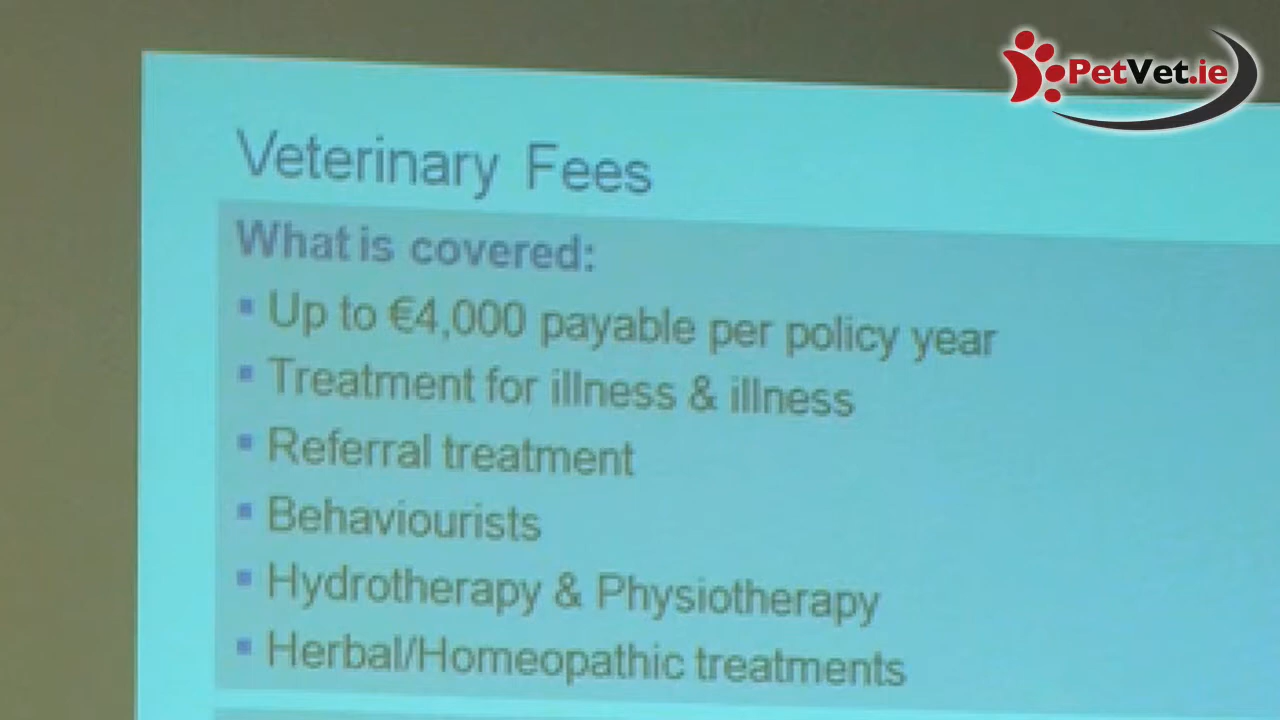 PetVet.ie
Veterinary Fees
What is covered:
▪ Up to €4,000 payable per policy year
▪ Treatment for illness & illness
▪ Referral treatment
▪ Behaviourists
▪ Hydrotherapy & Physiotherapy
▪ Herbal/Homeopathic treatments